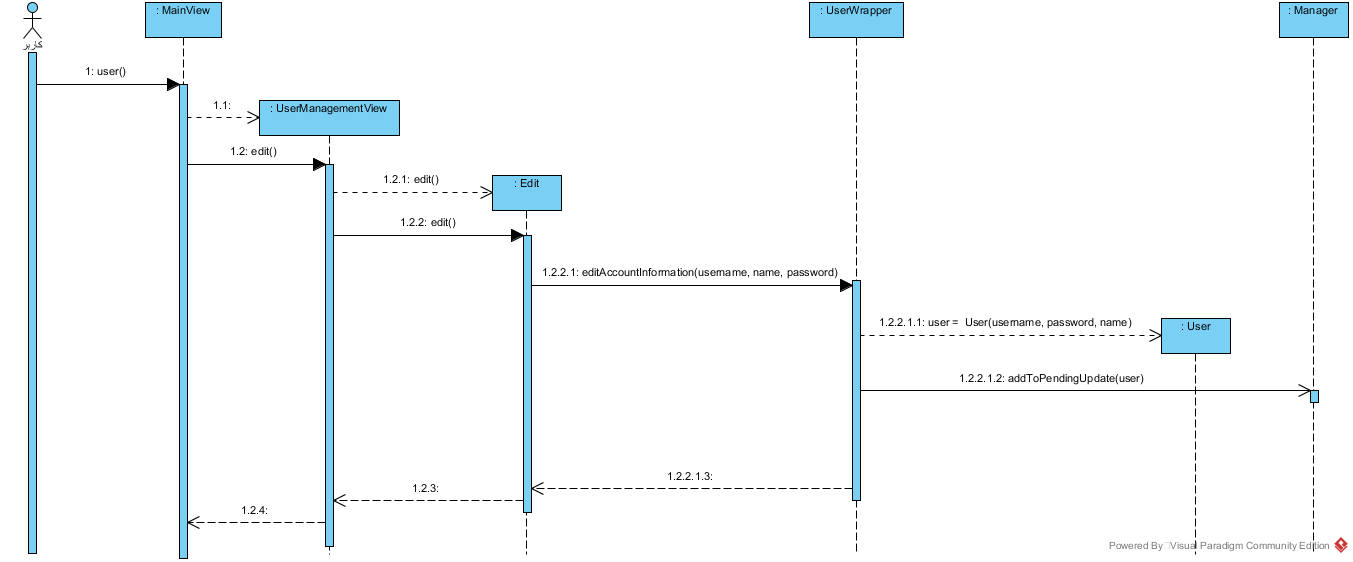 : MainView
: UserWrapper
: Manager
کاربر
1: user()
1.1:
: UserManagementView
1.2: edit()
1.2.1: edit()
: Edit
1.2.2: edit()
1.2.2.1: editAccountInformation(username, name, password)
1.2.2.1.1: user = User(username, password, name)
: User
1.2.2.1.2: addToPendingUpdate(user)
1.2.2.1.3:
1.2.3:
1.2.4:
Powered By Visual Paradigm Community Edition